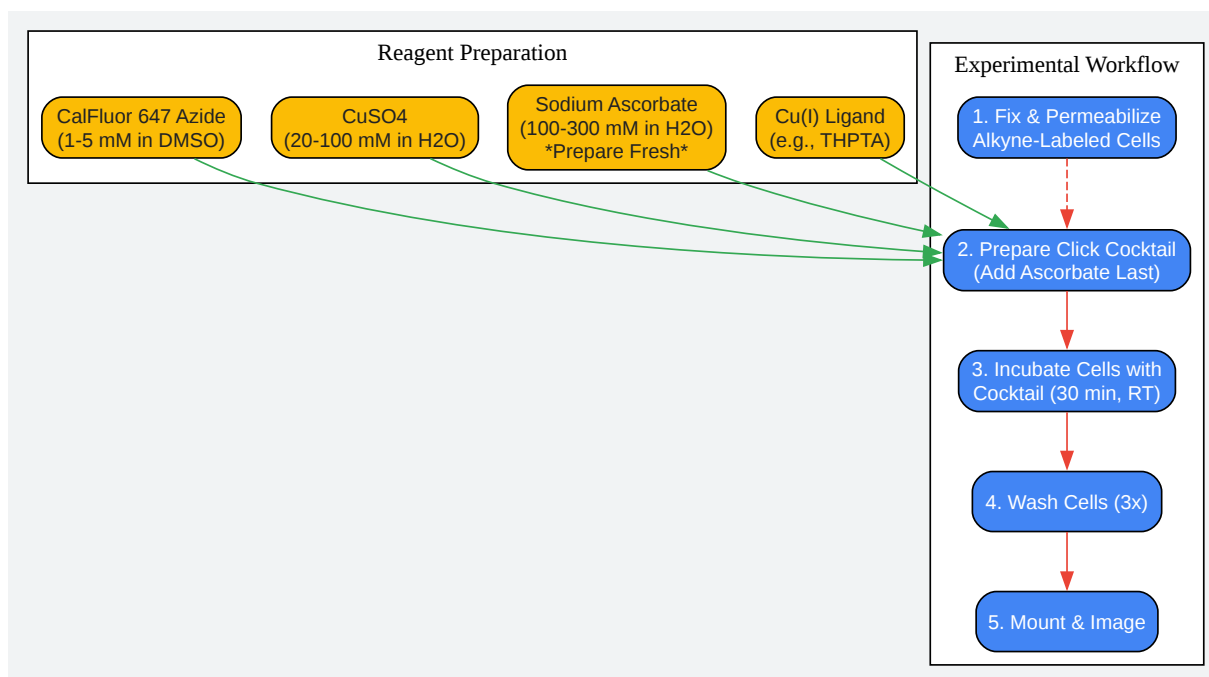 Reagent Preparation
CalFluor 647 Azide
(1-5 mM in DMSO)
CuSO4
(20-100 mM in H2O)
Sodium Ascorbate
(100-300 mM in H2O)
*Prepare Fresh*
Cu(I) Ligand
(e.g., THPTA)
Experimental Workflow
1. Fix & Permeabilize
Alkyne-Labeled Cells
2. Prepare Click Cocktail
(Add Ascorbate Last)
3. Incubate Cells with
Cocktail (30 min, RT)
4. Wash Cells (3x)
5. Mount & Image